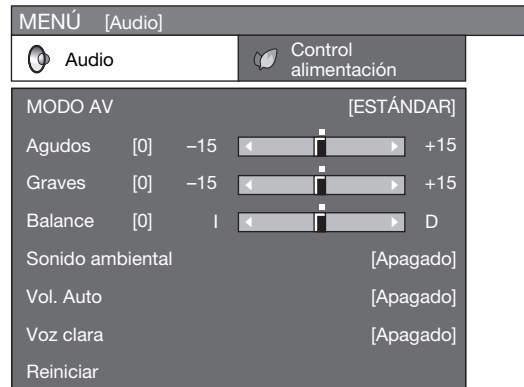 MENÚ [Audio]
Audio
Control
alimentación
MODO AV [ESTÁNDAR]
Agudos [0] –15 +15
Graves [0] –15 +15
Balance [0] I D
Sonido ambiental [Apagado]
Vol. Auto [Apagado]
Voz clara [Apagado]
Reiniciar